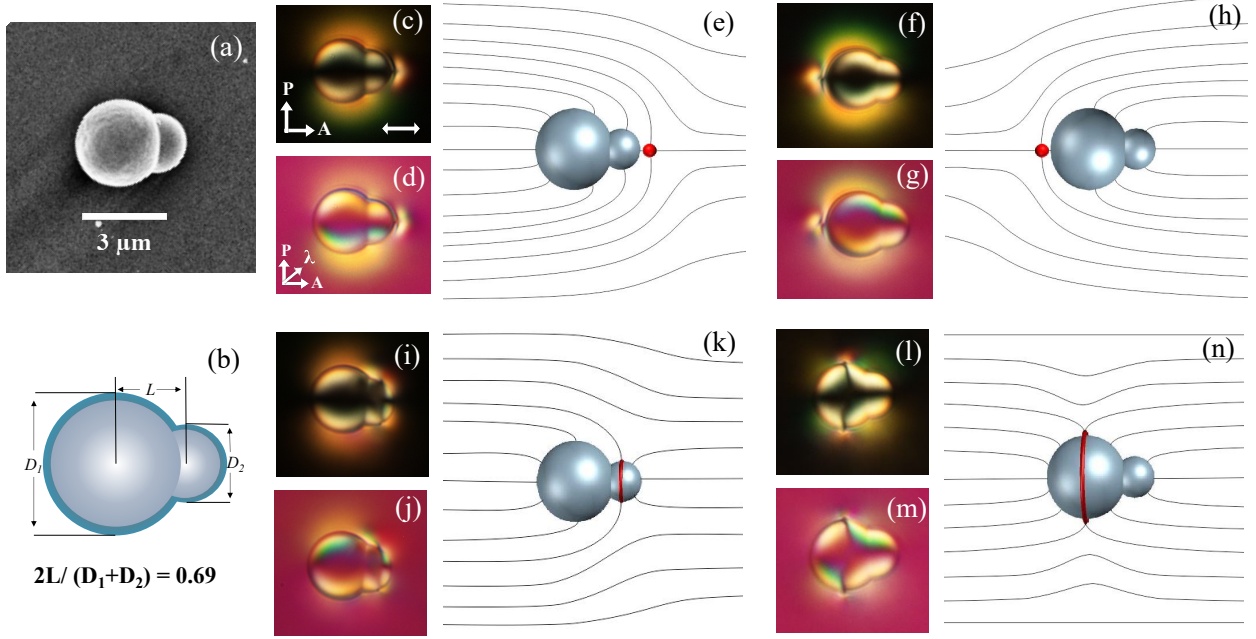 (a)
3 µm
(b)
L
D1
D2
2L/ (D1+D2) = 0.69
(c)
P
A
(d)
P
λ
A
(e)
(f)
(g)
(h)
(i)
(j)
(k)
(l)
(m)
(n)